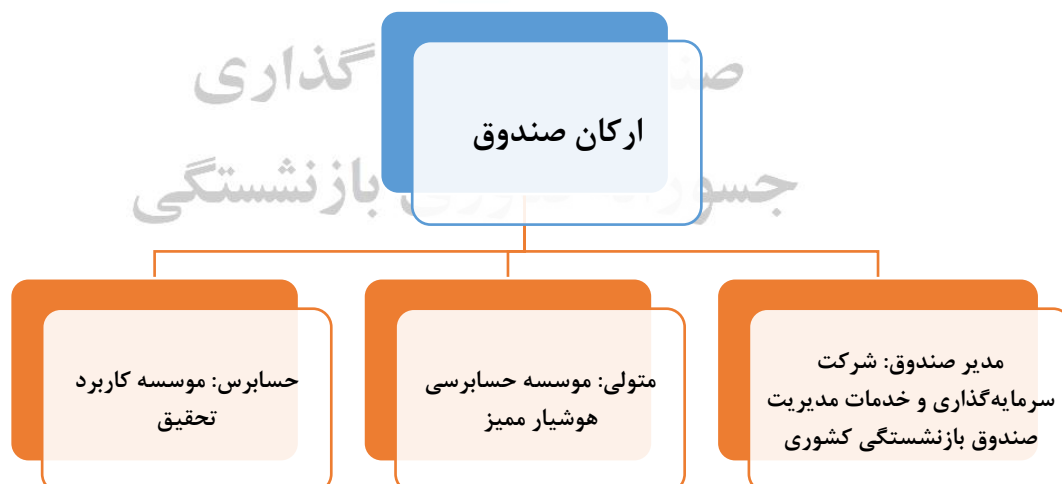 گذاری
ارکان صندوق
بازنشستگی
مدیر صندوق: شرکت
سرمایه‌گذاری و خدمات مدیریت
صندوق بازنشستگی کشوری
متولی: موسسه حسابرسی
هوشیار ممیز
حسابرس: موسسه کاربرد
تحقیق